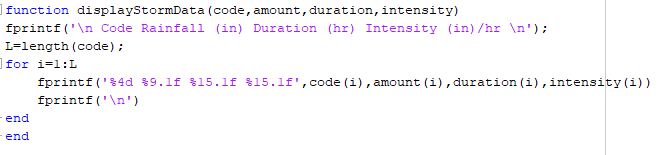 function displayStormData(code,amount,duration,intensity)
fprintf('\n Code Rainfall (in) Duration (hr) Intensity (in)/hr \n');
L=length(code);
for i=1:L
    fprintf('%4d %9.1f %15.1f %15.1f',code(i),amount(i),duration(i),intensity(i))
    fprintf('\n')
end
end